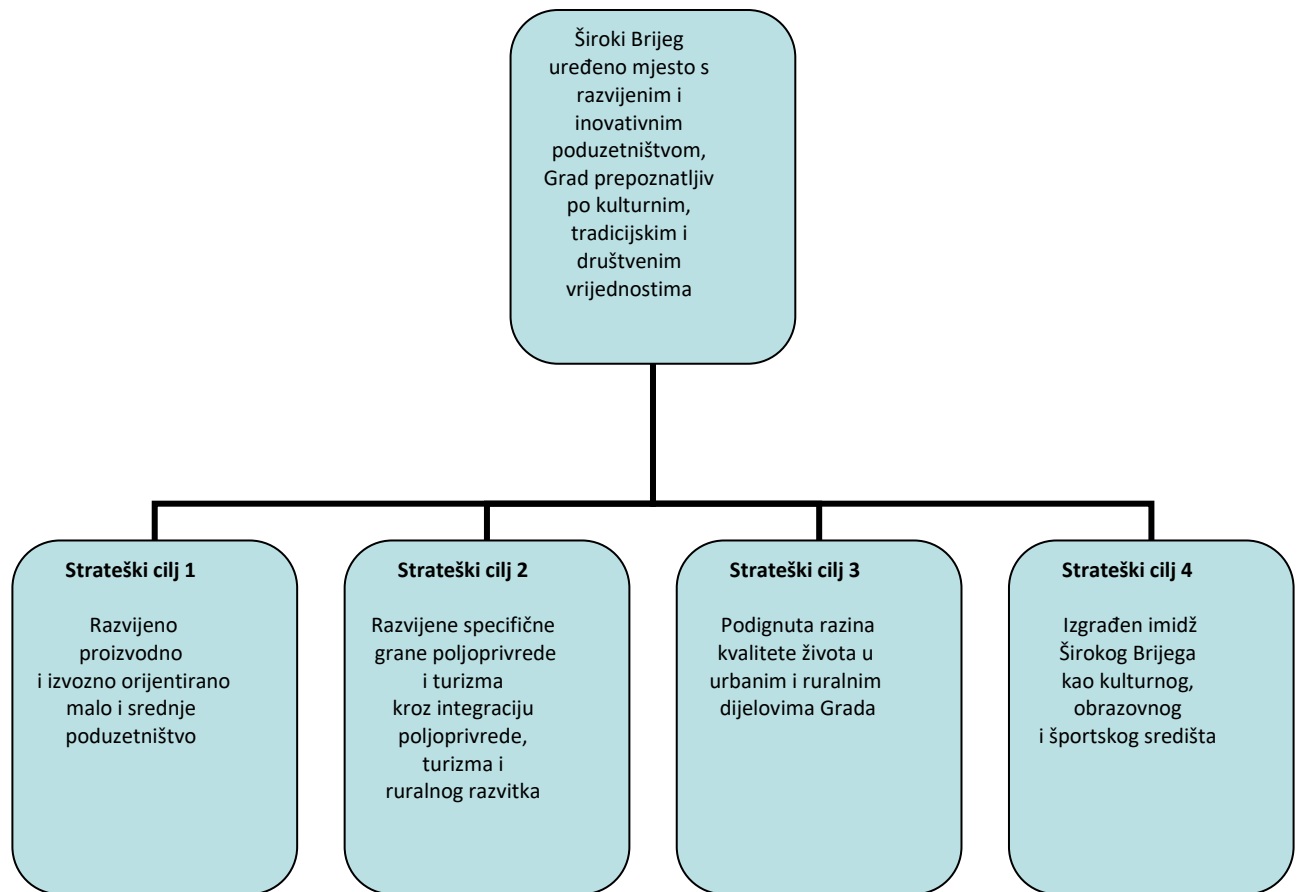 Široki Brijeg
uređeno mjesto s
razvijenim i
inovativnim
poduzetništvom,
Grad prepoznatljiv
po kulturnim,
tradicijskim i
društvenim
vrijednostima
Strateški cilj 1
Razvijeno
proizvodno
i izvozno orijentirano
malo i srednje
poduzetništvo
Strateški cilj 2
Razvijene specifične
grane poljoprivrede
i turizma
kroz integraciju
poljoprivrede,
turizma i
ruralnog razvitka
Strateški cilj 3
Podignuta razina
kvalitete života u
urbanim i ruralnim
dijelovima Grada
Strateški cilj 4
Izgrađen imidž
Širokog Brijega
kao kulturnog,
obrazovnog
i športskog središta